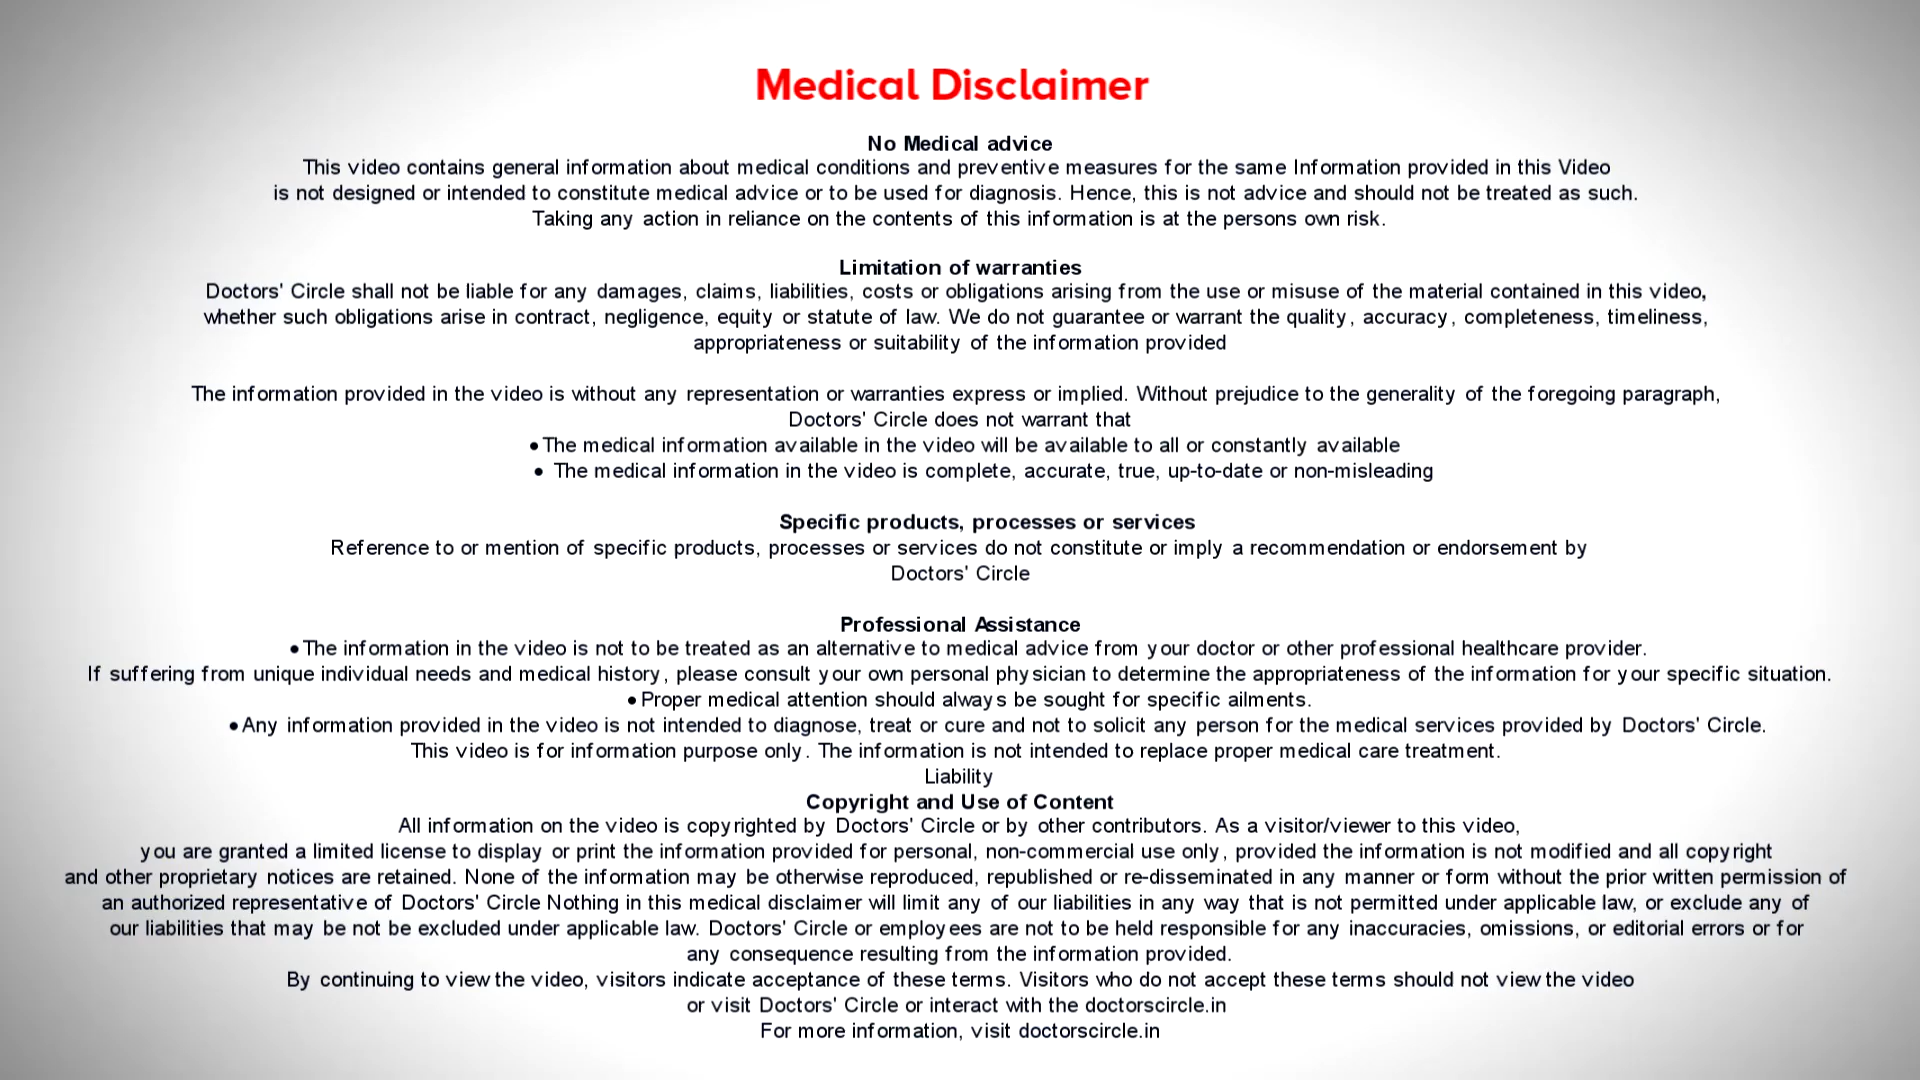 Medical Disclaimer
No Medical advice
This video contains general information about medical conditions and preventive measures for the same Information provided in this Video
is not designed or intended to constitute medical advice or to be used for diagnosis. Hence, this is not advice and should not be treated as such.
Taking any action in reliance on the contents of this information is at the persons own risk.
Limitation of warranties
Doctors' Circle shall not be liable for any damages, claims, liabilities, costs or obligations arising from the use or misuse of the material contained in this video,
whether such obligations arise in contract, negligence, equity or statute of law. We do not guarantee or warrant the quality, accuracy, completeness, timeliness,
appropriateness or suitability of the information provided
The information provided in the video is without any representation or warranties express or implied. Without prejudice to the generality of the foregoing paragraph,
Doctors' Circle does not warrant that
•The medical information available in the video will be available to all or constantly available
• The medical information in the video is complete, accurate, true, up-to-date or non-misleading
Specific products, processes or services
Reference to or mention of specific products, processes or services do not constitute or imply a recommendation or endorsement by
Doctors' Circle
Professional Assistance
•The information in the video is not to be treated as an alternative to medical advice from your doctor or other professional healthcare provider.
If suffering from unique individual needs and medical history, please consult your own personal physician to determine the appropriateness of the information for your specific situation.
•Proper medical attention should always be sought for specific ailments.
•Any information provided in the video is not intended to diagnose, treat or cure and not to solicit any person for the medical services provided by Doctors' Circle.
This video is for information purpose only. The information is not intended to replace proper medical care treatment.
Liability
Copyright and Use of Content
All information on the video is copyrighted by Doctors' Circle or by other contributors. As a visitor/viewer to this video,
you are granted a limited license to display or print the information provided for personal, non-commercial use only, provided the information is not modified and all copyright
and other proprietary notices are retained. None of the information may be otherwise reproduced, republished or re-disseminated in any manner or form without the prior written permission of
an authorized representative of Doctors' Circle Nothing in this medical disclaimer will limit any of our liabilities in any way that is not permitted under applicable law, or exclude any of
our liabilities that may be not be excluded under applicable law. Doctors' Circle or employees are not to be held responsible for any inaccuracies, omissions, or editorial errors or for
any consequence resulting from the information provided.
By continuing to view the video, visitors indicate acceptance of these terms. Visitors who do not accept these terms should not view the video
or visit Doctors' Circle or interact with the doctorscircle.in
For more information, visit doctorscircle.in